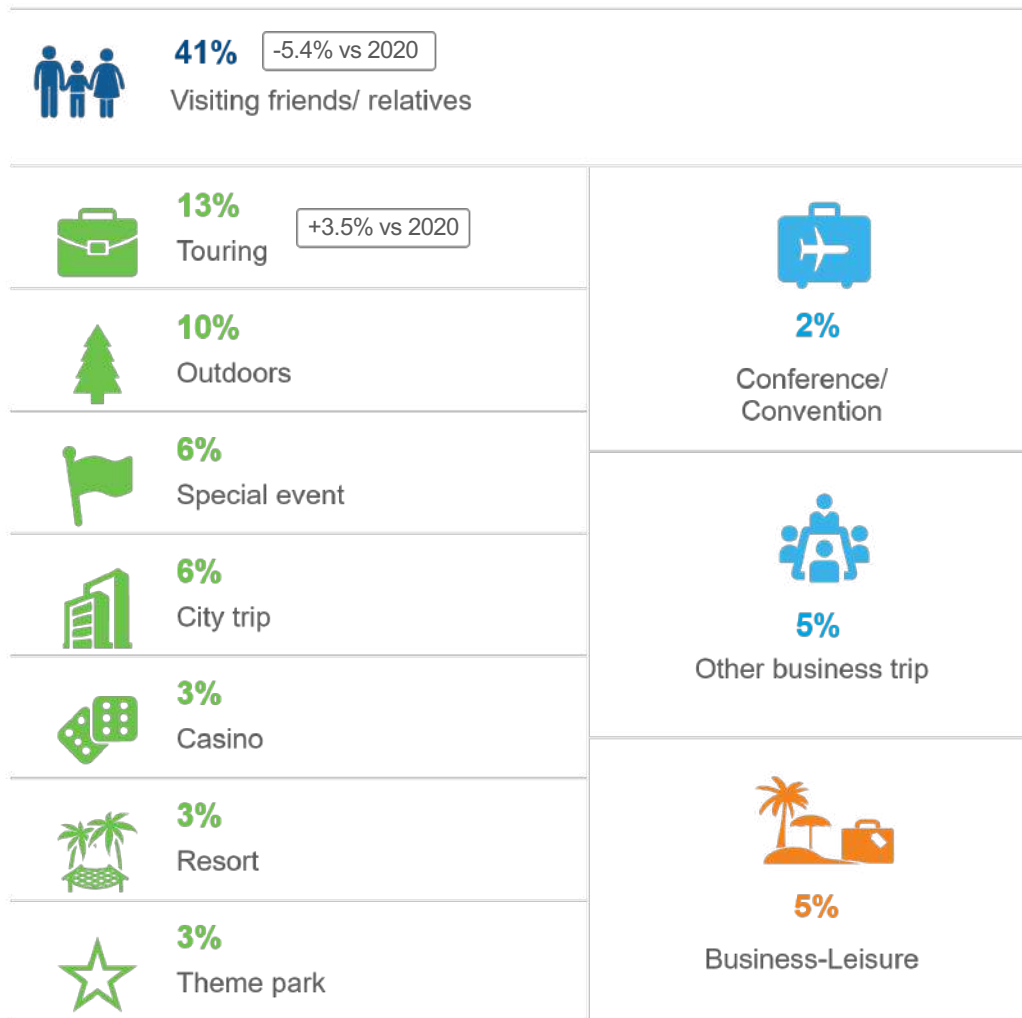 41%
-5.4% vs 2020
Visiting friends/ relatives
13%
+3.5% vs 2020
Touring
10%
Outdoors
6%
Special event
6%
City trip
3%
Casino
3%
Resort
3%
Theme park
2%
Conference/
Convention
5%
Other business trip
5%
Business-Leisure